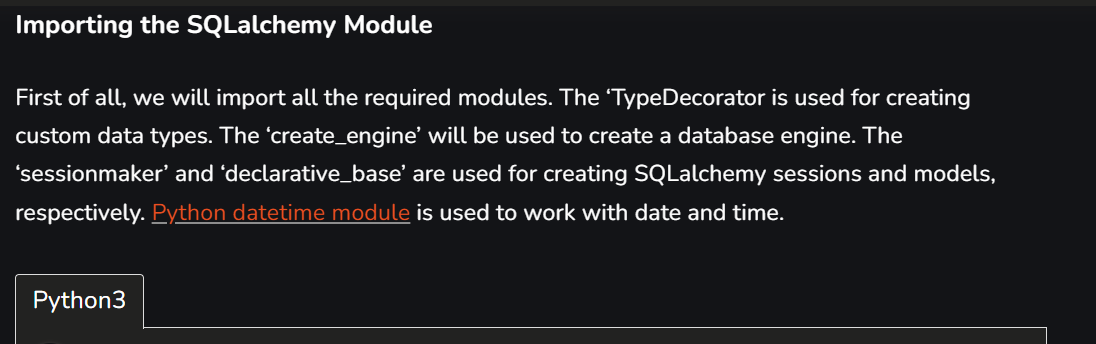 Importing the SQLalchemy Module
First of all, we will import all the required modules. The ‘TypeDecorator is used for creating
custom data types. The ‘create_engine’ will be used to create a database engine. The
‘sessionmaker’ and ‘declarative_base’ are used for creating SQLalchemy sessions and models,
respectively. Python datetime module is used to work with date and time.
Python3